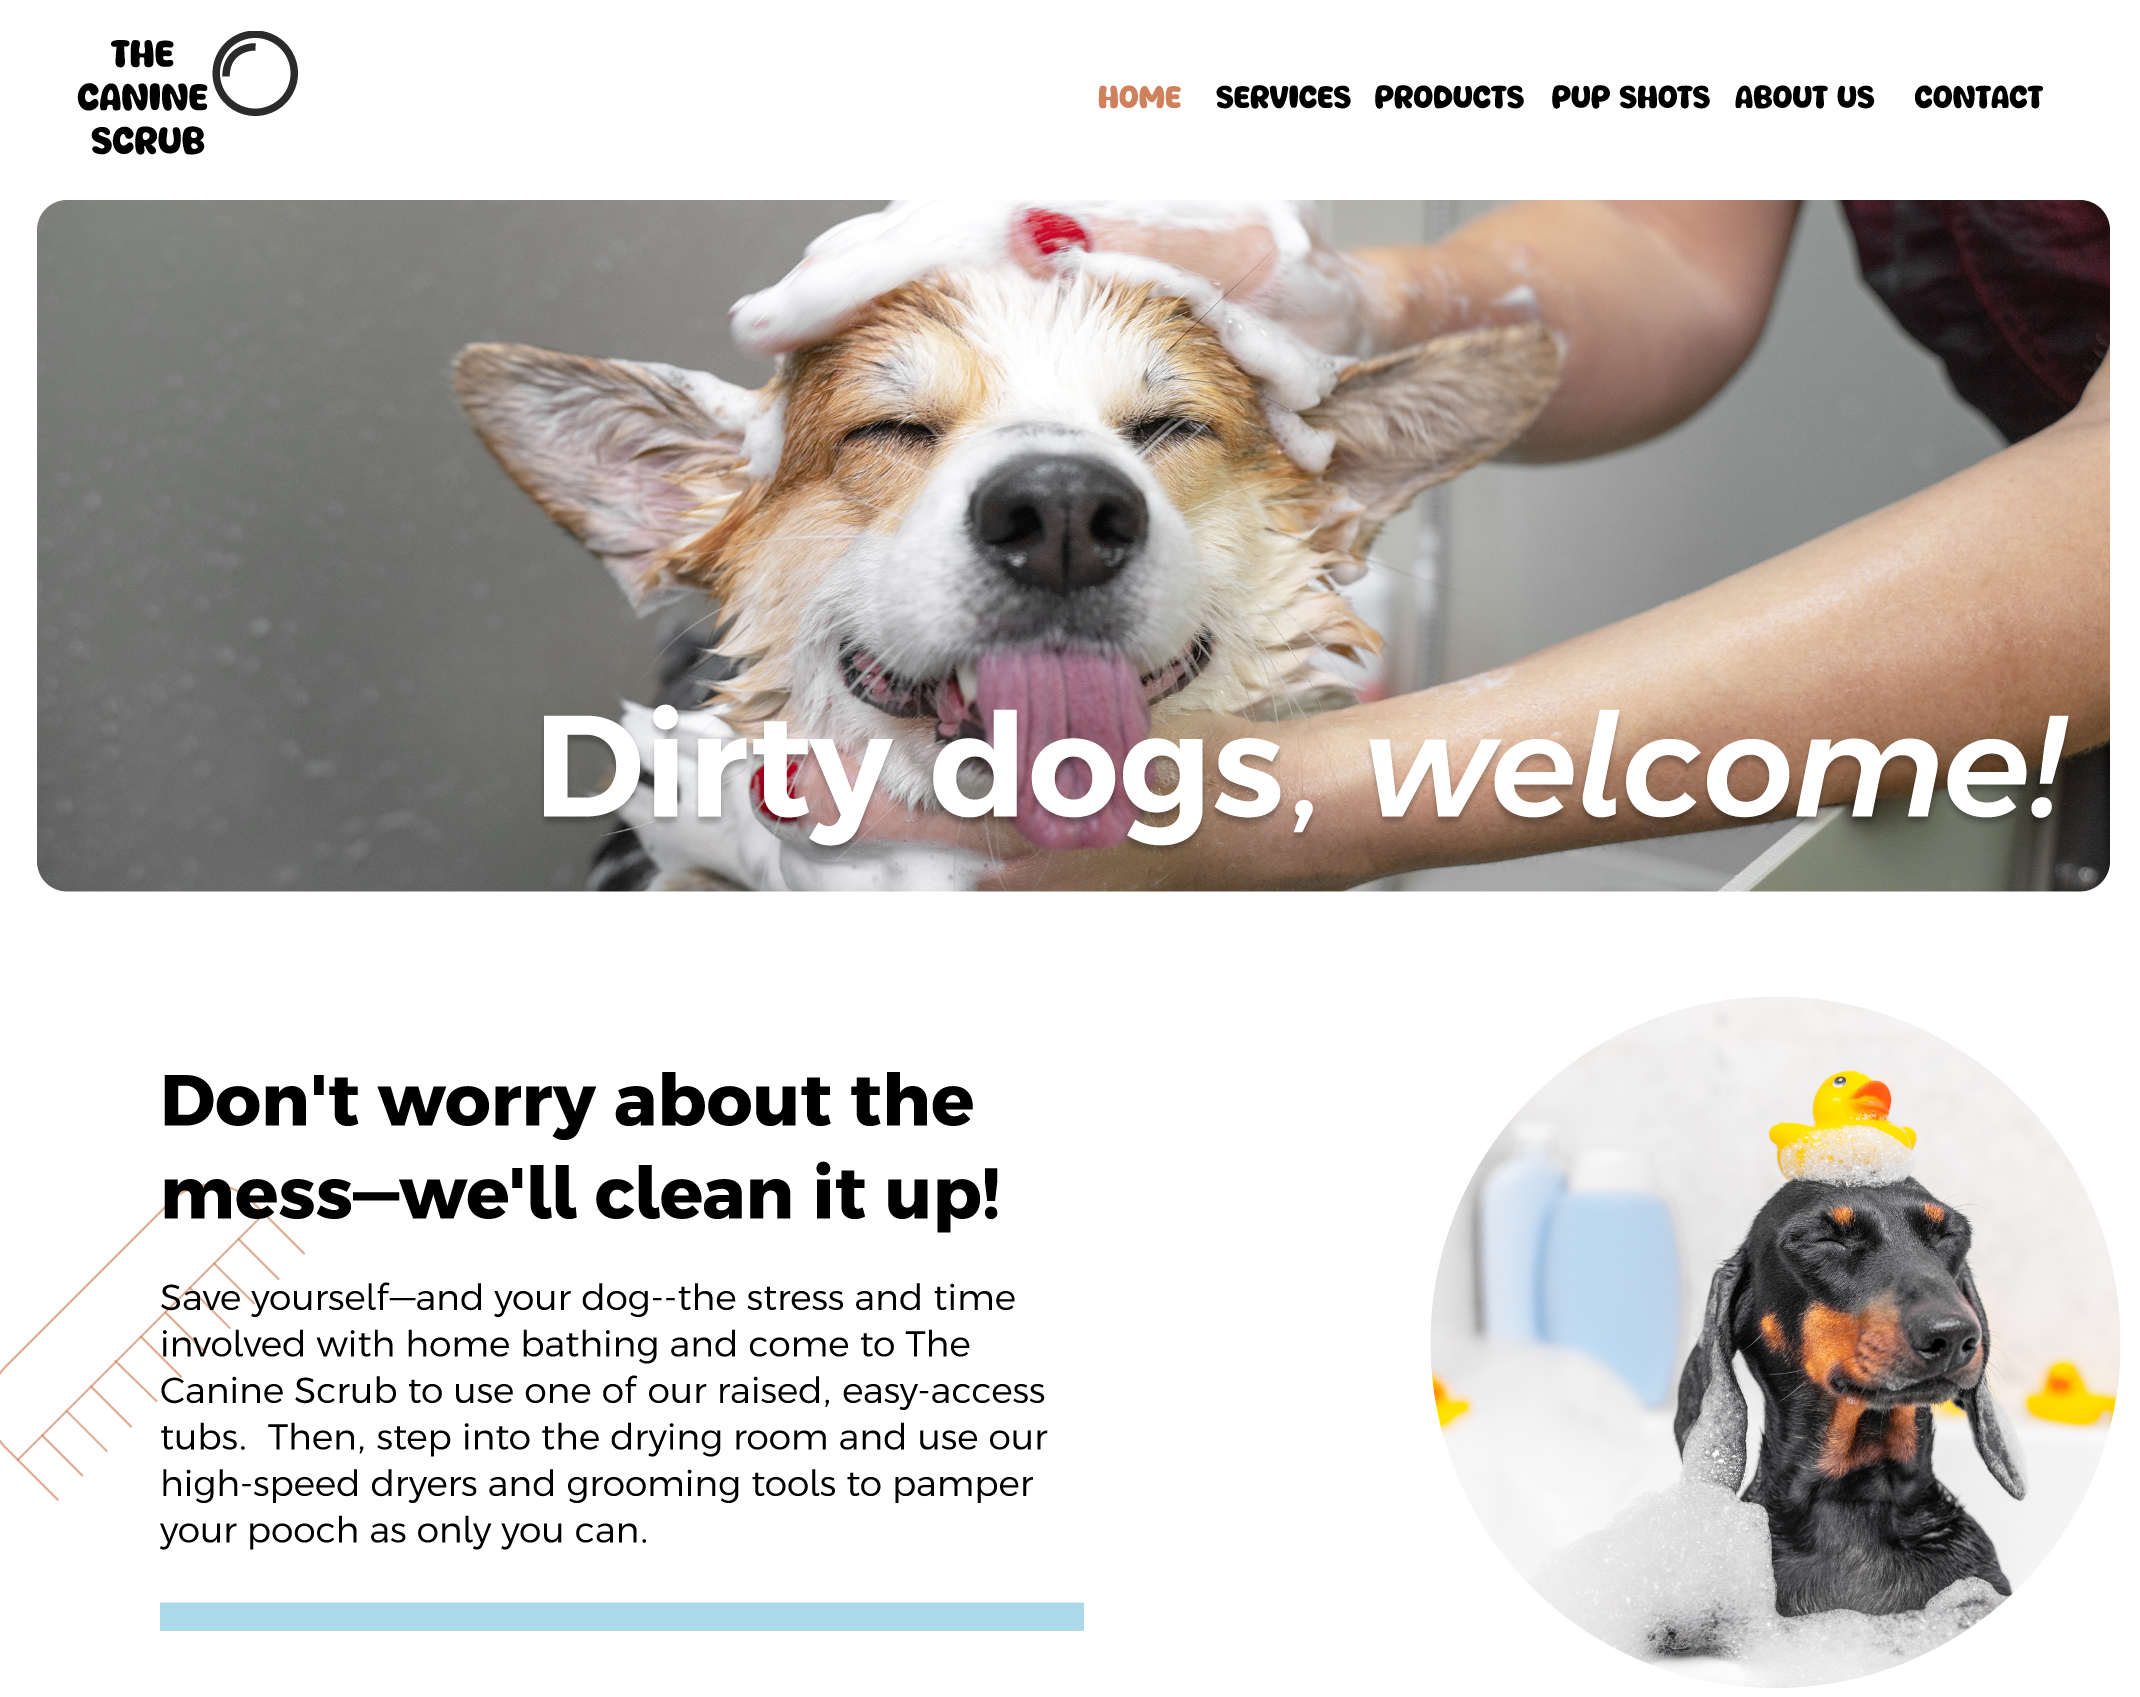 THE
CANINE
SCRUB
HOME SERVICES PRODUCTS PUP SHOTS ABOUT US CONTACT
Dirty dogs, welcome!
Don't worry about the
mess—we'll clean it up!
Save yourself—and your dog--the stress and time
involved with home bathing and come to The
Canine Scrub to use one of our raised, easy-access
tubs.  Then, step into the drying room and use our
high-speed dryers and grooming tools to pamper
your pooch as only you can.